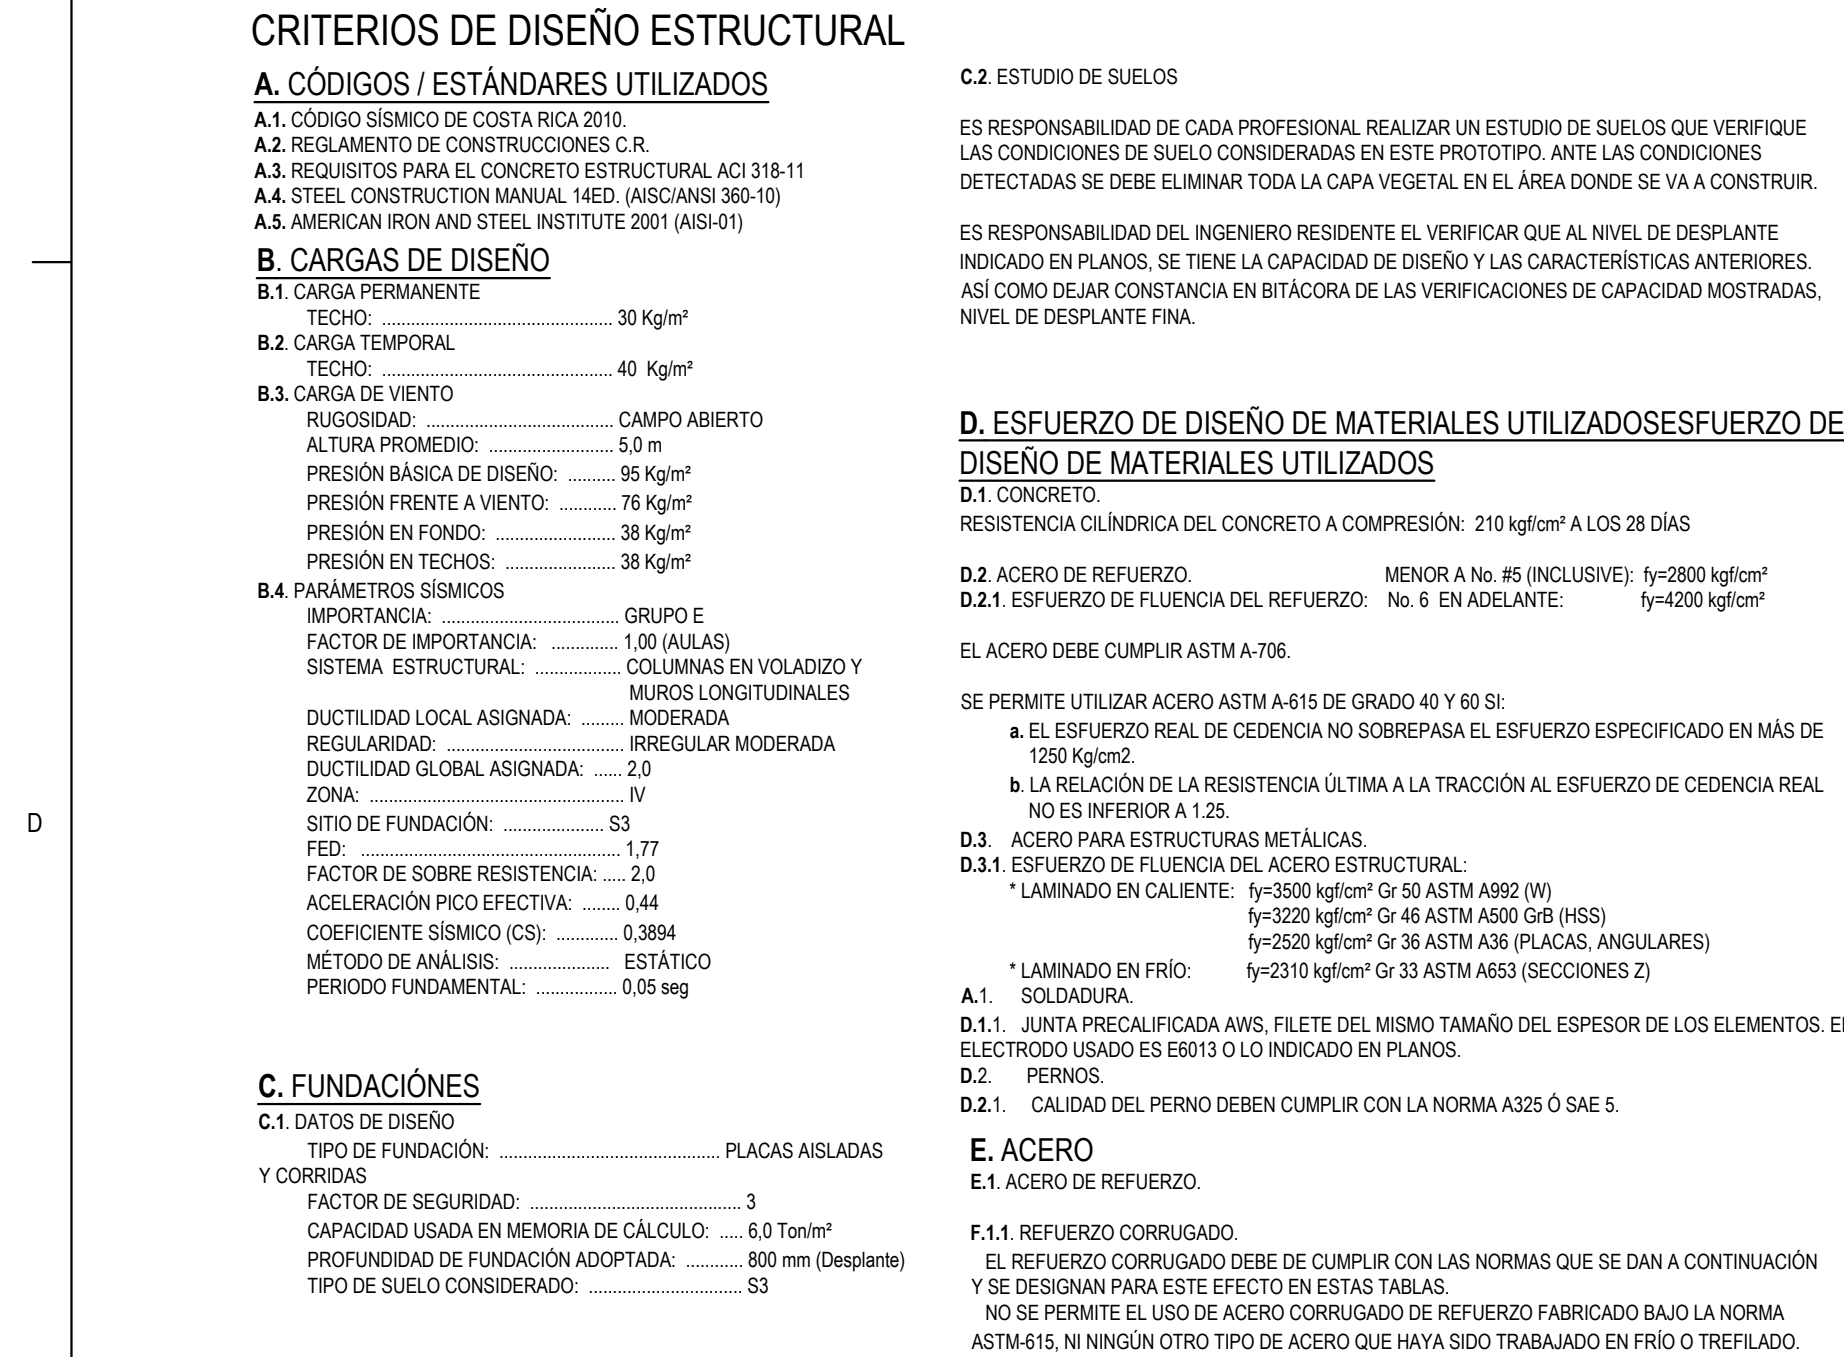 CRITERIOS DE DISEÑO ESTRUCTURAL
A. CÓDIGOS / ESTÁNDARES UTILIZADOS
A.1. CÓDIGO SÍSMICO DE COSTA RICA 2010.
A.2. REGLAMENTO DE CONSTRUCCIONES C.R.
A.3. REQUISITOS PARA EL CONCRETO ESTRUCTURAL ACI 318-11
A.4. STEEL CONSTRUCTION MANUAL 14ED. (AISC/ANSI 360-10)
A.5. AMERICAN IRON AND STEEL INSTITUTE 2001 (AISI-01)
B. CARGAS DE DISEÑO
B.1. CARGA PERMANENTE
TECHO: ................................................ 30 Kg/m²
B.2. CARGA TEMPORAL
TECHO: ................................................ 40 Kg/m²
B.3. CARGA DE VIENTO
RUGOSIDAD: ....................................... CAMPO ABIERTO
ALTURA PROMEDIO: .......................... 5,0 m
PRESIÓN BÁSICA DE DISEÑO: .......... 95 Kg/m²
PRESIÓN FRENTE A VIENTO: ............ 76 Kg/m²
PRESIÓN EN FONDO: ......................... 38 Kg/m²
PRESIÓN EN TECHOS: ....................... 38 Kg/m²
B.4. PARÁMETROS SÍSMICOS
IMPORTANCIA: ..................................... GRUPO E
FACTOR DE IMPORTANCIA: .............. 1,00 (AULAS)
SISTEMA ESTRUCTURAL: .................. COLUMNAS EN VOLADIZO Y
MUROS LONGITUDINALES
DUCTILIDAD LOCAL ASIGNADA: ......... MODERADA
REGULARIDAD: ..................................... IRREGULAR MODERADA
DUCTILIDAD GLOBAL ASIGNADA: ...... 2,0
ZONA: ..................................................... IV
SITIO DE FUNDACIÓN: ..................... S3
FED: ...................................................... 1,77
FACTOR DE SOBRE RESISTENCIA: ..... 2,0
ACELERACIÓN PICO EFECTIVA: ........ 0,44
COEFICIENTE SÍSMICO (CS): ............. 0,3894
MÉTODO DE ANÁLISIS: ..................... ESTÁTICO
PERIODO FUNDAMENTAL: ................. 0,05 seg
C. FUNDACIÓNES
C.1. DATOS DE DISEÑO
TIPO DE FUNDACIÓN: .............................................. PLACAS AISLADAS
Y CORRIDAS
FACTOR DE SEGURIDAD: ............................................ 3
CAPACIDAD USADA EN MEMORIA DE CÁLCULO: ..... 6,0 Ton/m²
PROFUNDIDAD DE FUNDACIÓN ADOPTADA: ............ 800 mm (Desplante)
TIPO DE SUELO CONSIDERADO: ................................ S3
C.2. ESTUDIO DE SUELOS
ES RESPONSABILIDAD DE CADA PROFESIONAL REALIZAR UN ESTUDIO DE SUELOS QUE VERIFIQUE
LAS CONDICIONES DE SUELO CONSIDERADAS EN ESTE PROTOTIPO. ANTE LAS CONDICIONES
DETECTADAS SE DEBE ELIMINAR TODA LA CAPA VEGETAL EN EL ÁREA DONDE SE VA A CONSTRUIR.
ES RESPONSABILIDAD DEL INGENIERO RESIDENTE EL VERIFICAR QUE AL NIVEL DE DESPLANTE
INDICADO EN PLANOS, SE TIENE LA CAPACIDAD DE DISEÑO Y LAS CARACTERÍSTICAS ANTERIORES.
ASÍ COMO DEJAR CONSTANCIA EN BITÁCORA DE LAS VERIFICACIONES DE CAPACIDAD MOSTRADAS,
NIVEL DE DESPLANTE FINA.
D. ESFUERZO DE DISEÑO DE MATERIALES UTILIZADOSESFUERZO DE
DISEÑO DE MATERIALES UTILIZADOS
D.1. CONCRETO.
RESISTENCIA CILÍNDRICA DEL CONCRETO A COMPRESIÓN: 210 kgf/cm² A LOS 28 DÍAS
D.2. ACERO DE REFUERZO. MENOR A No. #5 (INCLUSIVE): fy=2800 kgf/cm²
D.2.1. ESFUERZO DE FLUENCIA DEL REFUERZO: No. 6 EN ADELANTE: fy=4200 kgf/cm²
EL ACERO DEBE CUMPLIR ASTM A-706.
SE PERMITE UTILIZAR ACERO ASTM A-615 DE GRADO 40 Y 60 SI:
a. EL ESFUERZO REAL DE CEDENCIA NO SOBREPASA EL ESFUERZO ESPECIFICADO EN MÁS DE
1250 Kg/cm2.
b. LA RELACIÓN DE LA RESISTENCIA ÚLTIMA A LA TRACCIÓN AL ESFUERZO DE CEDENCIA REAL
NO ES INFERIOR A 1.25.
D.3. ACERO PARA ESTRUCTURAS METÁLICAS.
D.3.1. ESFUERZO DE FLUENCIA DEL ACERO ESTRUCTURAL:
* LAMINADO EN CALIENTE: fy=3500 kgf/cm² Gr 50 ASTM A992 (W)
fy=3220 kgf/cm² Gr 46 ASTM A500 GrB (HSS)
fy=2520 kgf/cm² Gr 36 ASTM A36 (PLACAS, ANGULARES)
* LAMINADO EN FRÍO: fy=2310 kgf/cm² Gr 33 ASTM A653 (SECCIONES Z)
A.1. SOLDADURA.
D.1.1. JUNTA PRECALIFICADA AWS, FILETE DEL MISMO TAMAÑO DEL ESPESOR DE LOS ELEMENTOS.
ELECTRODO USADO ES E6013 O LO INDICADO EN PLANOS.
D.2. PERNOS.
D.2.1. CALIDAD DEL PERNO DEBEN CUMPLIR CON LA NORMA A325 Ó SAE 5.
E. ACERO
E.1. ACERO DE REFUERZO.
F.1.1. REFUERZO CORRUGADO.
EL REFUERZO CORRUGADO DEBE DE CUMPLIR CON LAS NORMAS QUE SE DAN A CONTINUACIÓN
Y SE DESIGNAN PARA ESTE EFECTO EN ESTAS TABLAS.
NO SE PERMITE EL USO DE ACERO CORRUGADO DE REFUERZO FABRICADO BAJO LA NORMA
ASTM-615, NI NINGÚN OTRO TIPO DE ACERO QUE HAYA SIDO TRABAJADO EN FRÍO O TREFILADO.
D